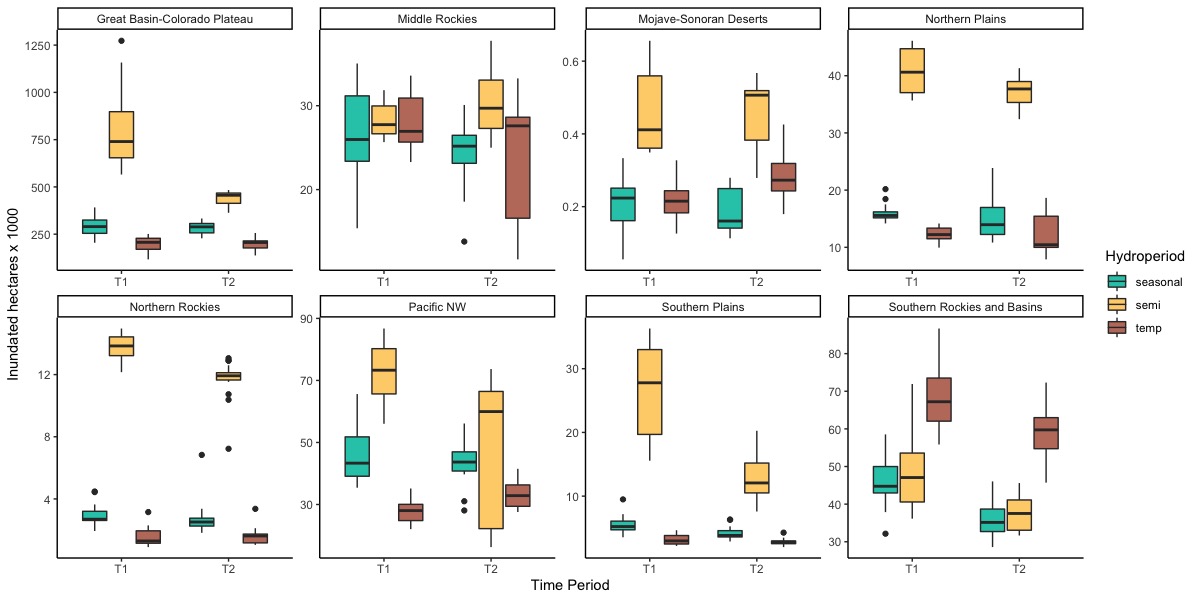 Great Basin-Colorado Plateau
Middle Rockies
Mojave-Sonoran Deserts
Northern Plains
1250
1000
750
500
250
30
20
0.6
0.4
0.2
40
30
20
10
T1 T2
T1 T2
T1 T2
T1 T2
Northern Rockies
Pacific NW
Southern Plains
Southern Rockies and Basins
12
8
4
90
70
50
30
30
20
10
80
70
60
50
40
30
T1 T2
T1 T2
T1 T2
T1 T2
Inundated hectares x 1000
Time Period
Hydroperiod
seasonal
semi
temp